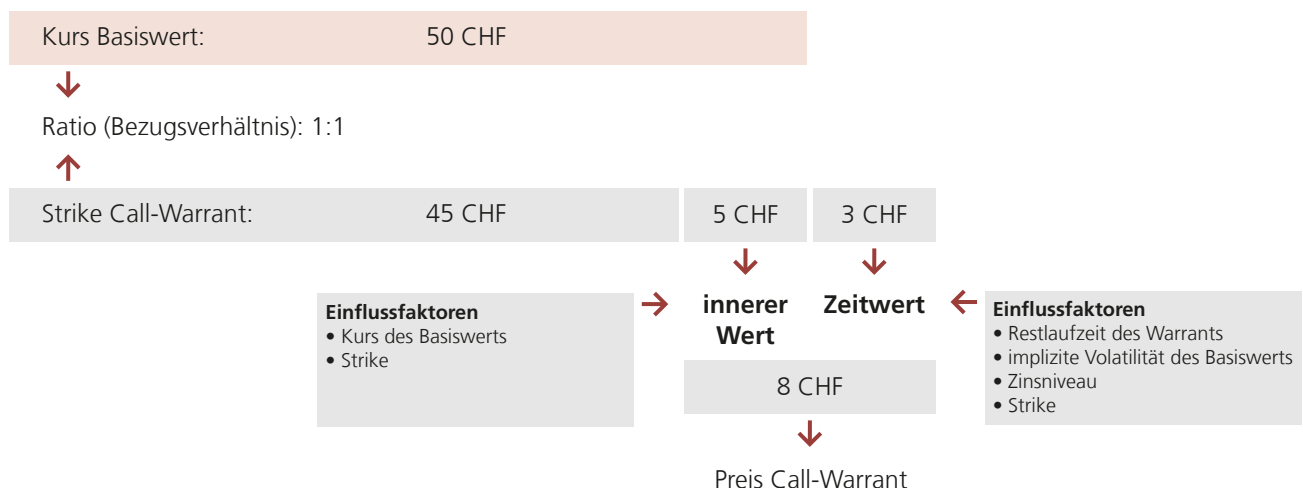 Kurs Basiswert: 50 CHF
Ratio (Bezugsverhältnis): 1:1
Strike Call-Warrant: 45 CHF 5 CHF 3 CHF
Einflussfaktoren
• Kurs des Basiswerts
• Strike
innerer
Wert
Zeitwert
Einflussfaktoren
• Restlaufzeit des Warrants
• implizite Volatilität des Basiswerts
• Zinsniveau
• Strike
8 CHF
Preis Call-Warrant